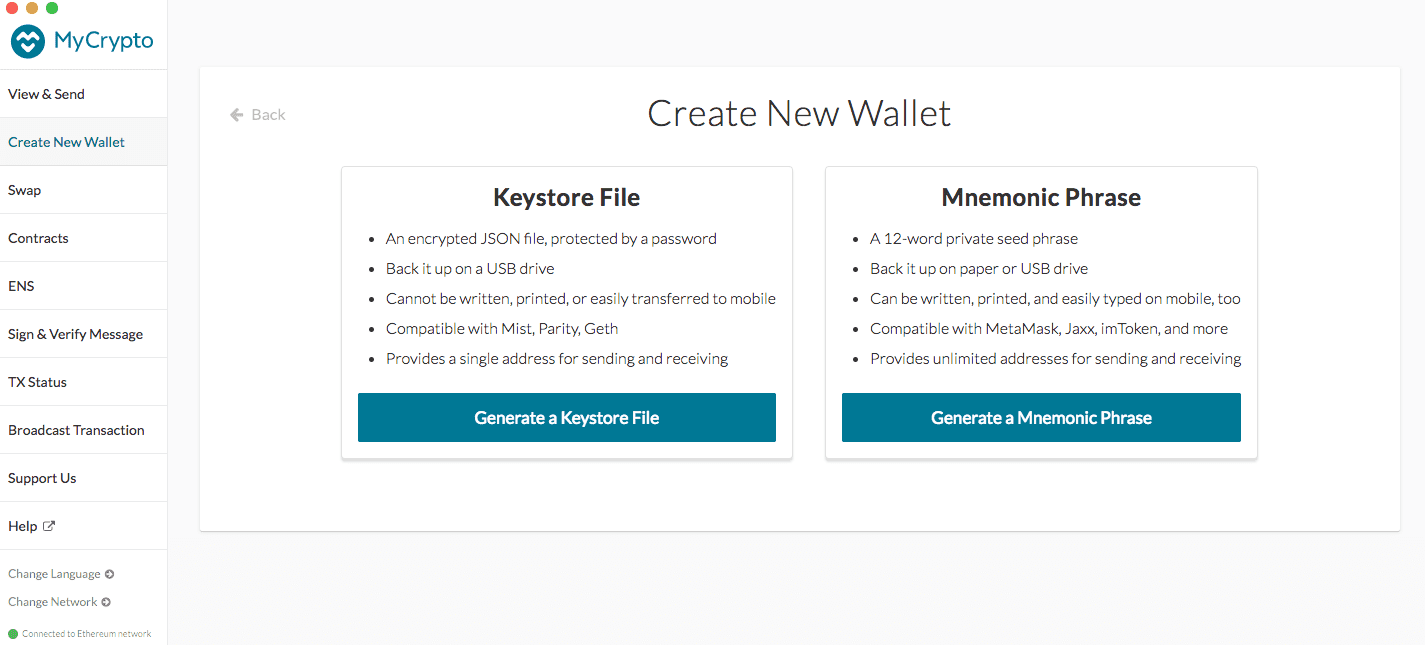 MyCrypto
View & Send
Create New Wallet
Swap
Contracts
ENS
Sign & Verify Message
TX Status
Broadcast Transaction
Support Us
Help
Change Language
Change Network
Connected to Ethereum network
Back
Create New Wallet
Keystore File
An encrypted JSON file, protected by a password
Back it up on a USB drive
Cannot be written, printed, or easily transferred to mobile
Compatible with Mist, Parity, Geth
Provides a single address for sending and receiving
Generate a Keystore File
Mnemonic Phrase
A 12-word private seed phrase
Back it up on paper or USB drive
Can be written, printed, and easily typed on mobile, too
Compatible with MetaMask, Jaxx, imToken, and more
Provides unlimited addresses for sending and receiving
Generate a Mnemonic Phrase